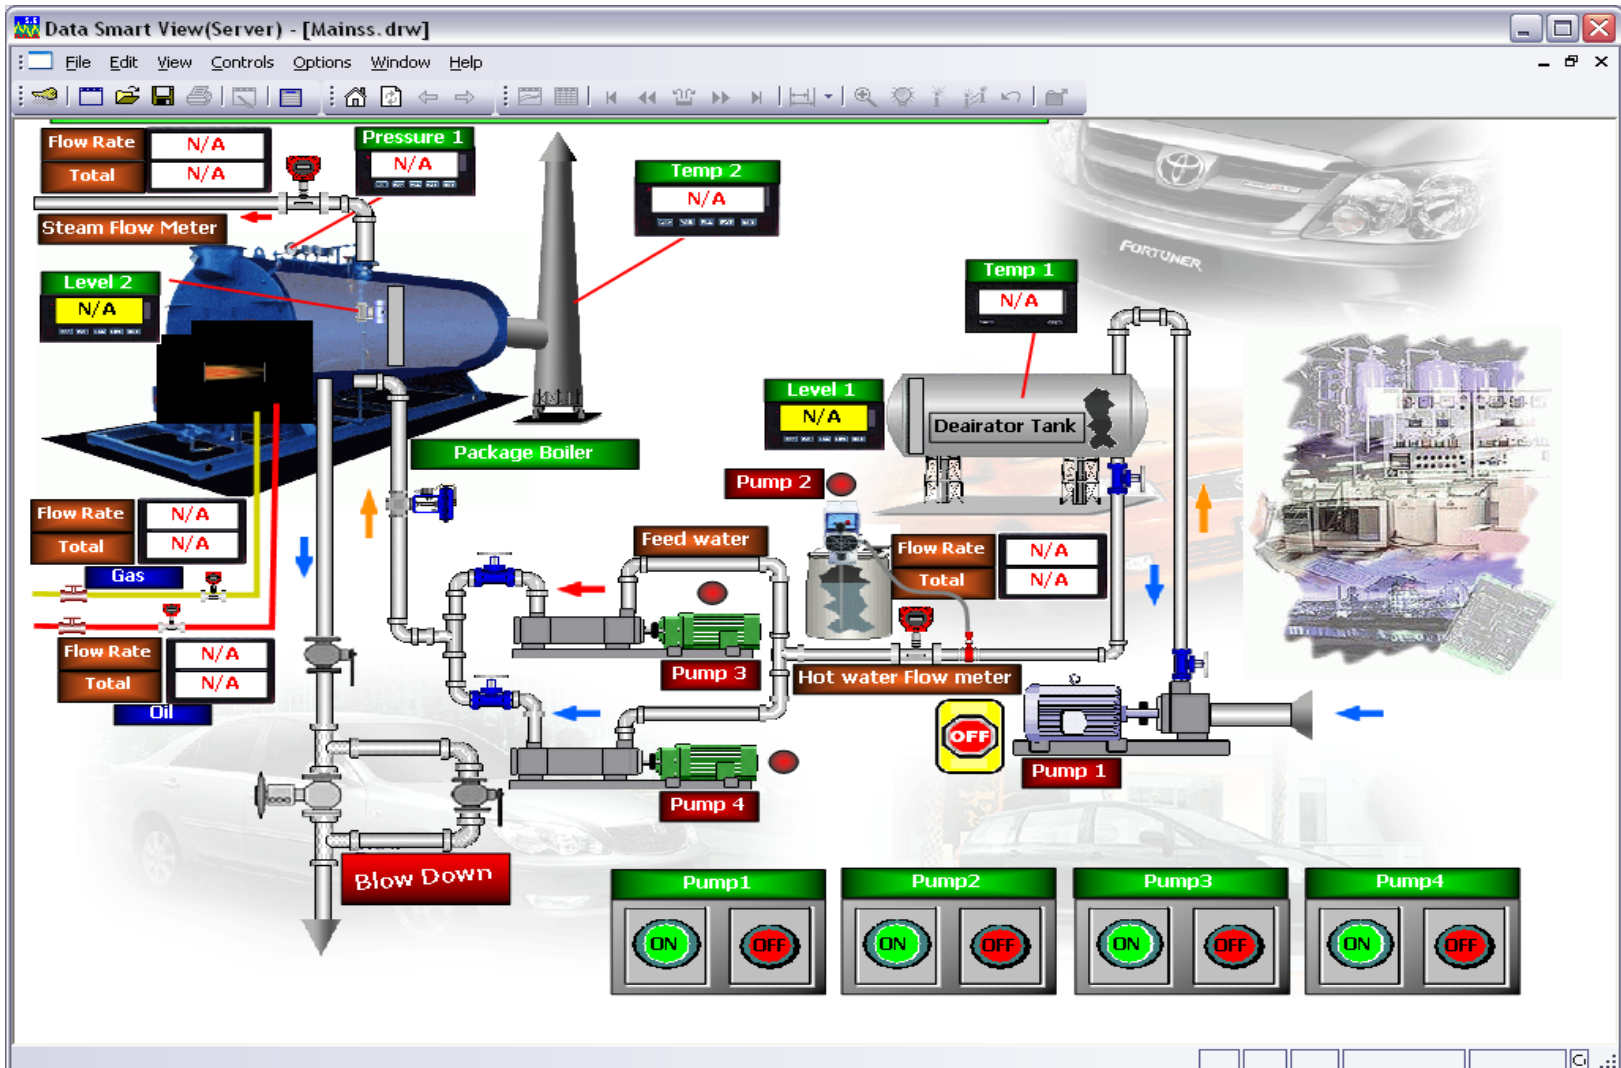 Data Smart View(Server) - [Mainss.drw]
File Edit View Controls Options Window Help
Flow Rate N/A
Total N/A
Steam Flow Meter
Pressure 1
N/A
Temp 2
N/A
FORTUNER
Level 2
N/A
Temp 1
N/A
Level 1
N/A
Deairator Tank
Package Boiler
Pump 2
Flow Rate N/A
Total N/A
Gas
Feed water
Flow Rate N/A
Total N/A
Flow Rate N/A
Total N/A
Oil
Pump 3
Hot water Flow meter
OFF
Pump 1
Pump 4
Blow Down
Pump1
ON OFF
Pump2
ON OFF
Pump3
ON OFF
Pump4
ON OFF